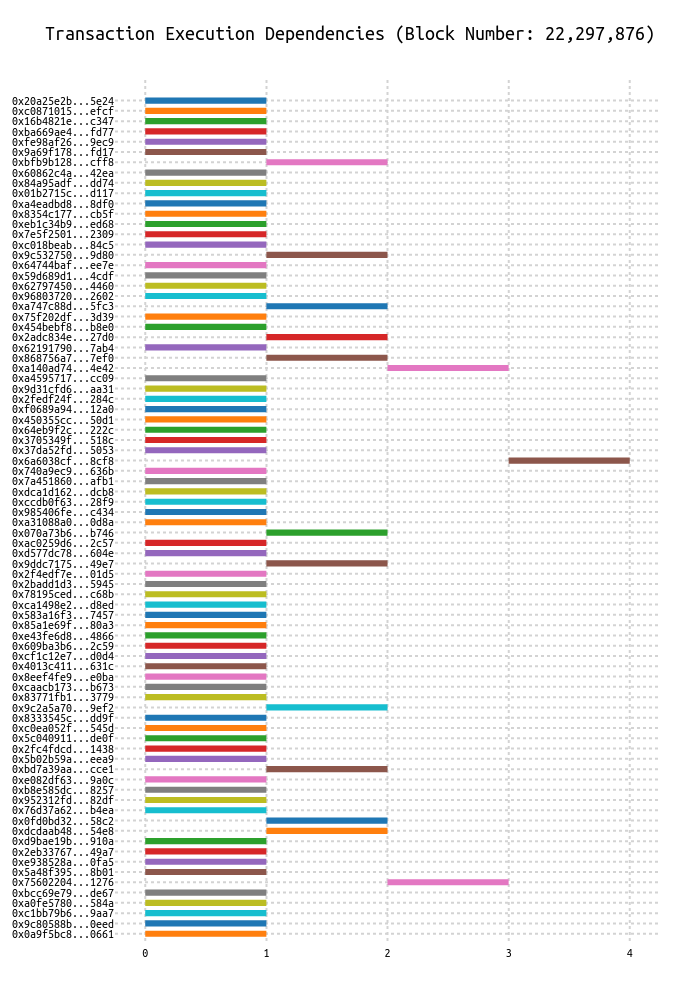 Transaction Execution Dependencies (Block Number: 22,297,876)
0x20a25e2b...5e24
0xc0871015...efcf
0x16b4821e...c347
0xba669ae4...fd77
0xfe98af26...9ec9
0x9a69f178...fd17
0xbfb9b128...cff8
0x60862c4a...42ea
0x84a95adf...dd74
0x01b2715c...d117
0xa4eadbd8...8df0
0x8354c177...cb5f
0xeb1c34b9...ed68
0x7e5f2501...2309
0xc018beab...84c5
0x9c532750...9d80
0x64744baf...ee7e
0x59d689d1...4cdf
0x62797450...4460
0x96803720...2602
0xa747c88d...5fc3
0x75f202df...3d39
0x454bebf8...b8e0
0x2adc834e...27d0
0x62191790...7ab4
0x868756a7...7ef0
0xa140ad74...4e42
0xa4595717...cc09
0x9d31cfd6...aa31
0x2fedf24f...284c
0xf0689a94...12a0
0x450355cc...50d1
0x64eb9f2c...222c
0x3705349f...518c
0x37da52fd...5053
0x6a6038cf...8cf8
0x740a9ec9...636b
0x7a451860...afb1
0xdca1d162...dcb8
0xccdb0f63...28f9
0x985406fe...c434
0xa31088a0...0d8a
0x070a73b6...b746
0xac0259d6...2c57
0xd577dc78...604e
0x9ddc7175...49e7
0x2f4edf7e...01d5
0x2badd1d3...5945
0x78195ced...c68b
0xca1498e2...d8ed
0x583a16f3...7457
0x85a1e69f...80a3
0xe43fe6d8...4866
0x609ba3b6...2c59
0xcf1c12e7...d0d4
0x4013c411...631c
0x8eef4fe9...e0ba
0xcaacb173...b673
0x83771fb1...3779
0x9c2a5a70...9ef2
0x8333545c...dd9f
0xc0ea052f...545d
0x5c040911...de0f
0x2fc4fdcd...1438
0x5b02b59a...eea9
0xbd7a39aa...cce1
0xe082df63...9a0c
0xb8e585dc...8257
0x952312fd...82df
0x76d37a62...b4ea
0x0fd0bd32...58c2
0xdcdaab48...54e8
0xd9bae19b...910a
0x2eb33767...49a7
0xe938528a...0fa5
0x5a48f395...8b01
0x75602204...1276
0xbcc69e79...de67
0xa0fe5780...584a
0xc1bb79b6...9aa7
0x9c80588b...0eed
0x0a9f5bc8...0661
0 1 2 3 4